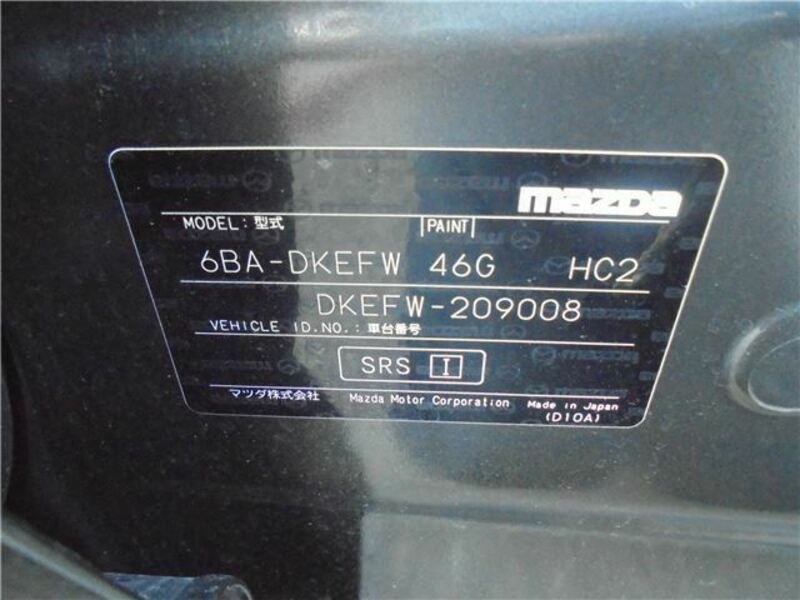 mazda
MODEL : 型式 PAINT
6BA-DKEFW 46G HC2
DKEFW-209008
VEHICLE ID.NO. : 車台番号
SRS I
マツダ株式会社 Mazda Motor Corporation Made in Japan
(D10A)